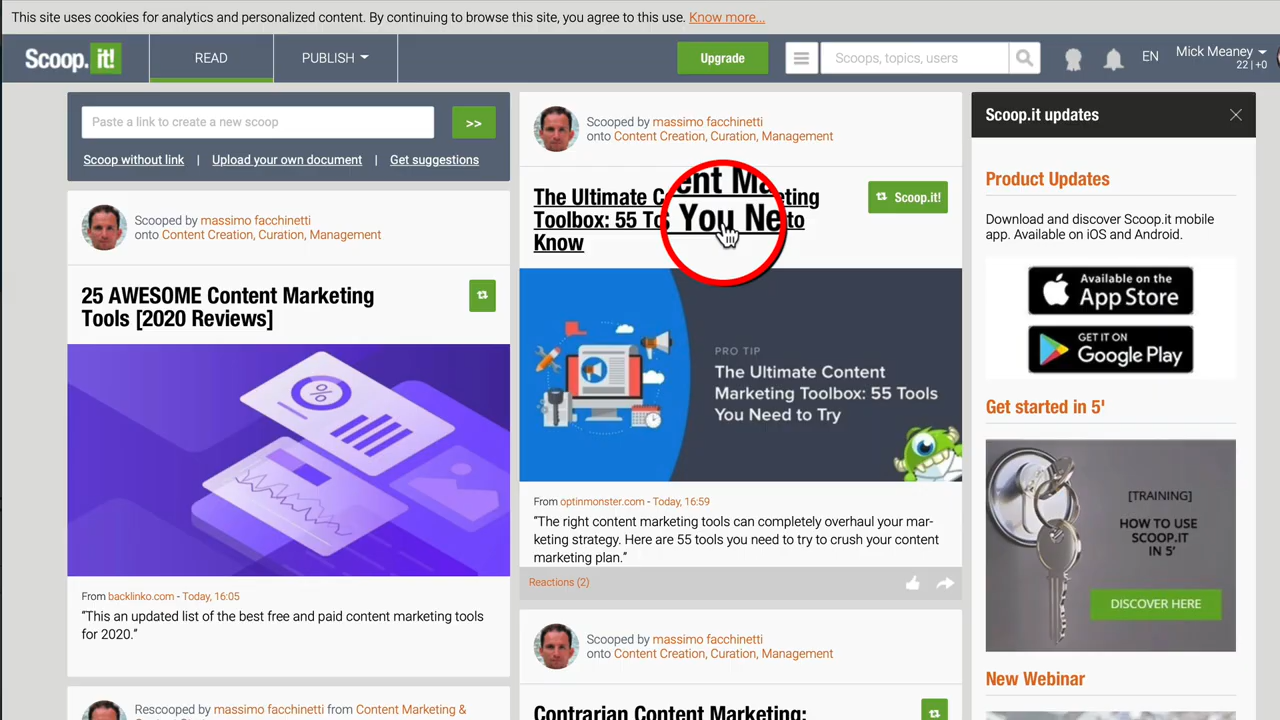 This site uses cookies for analytics and personalized content. By continuing to browse this site, you agree to this use. Know more...
Scoop.it!
READ
PUBLISH
Upgrade
Scoops, topics, users
EN
Mick Meaney
22 | +0
Paste a link to create a new scoop
>>
Scoop without link | Upload your own document | Get suggestions
Scooped by massimo facchinetti
onto Content Creation, Curation, Management
25 AWESOME Content Marketing
Tools [2020 Reviews]
%
From backlinko.com - Today, 16:05
“This an updated list of the best free and paid content marketing tools
for 2020.”
Rescooped by massimo facchinetti from Content Marketing &
Scooped by massimo facchinetti
onto Content Creation, Curation, Management
The Ultimate C ent Ma eting
Toolbox: 55 To You Ne to
Know
Scoop.it!
PRO TIP
The Ultimate Content
Marketing Toolbox: 55 Tools
You Need to Try
From optinmonster.com - Today, 16:59
“The right content marketing tools can completely overhaul your mar-
keting strategy. Here are 55 tools you need to try to crush your content
marketing plan.”
Reactions (2)
Scooped by massimo facchinetti
onto Content Creation, Curation, Management
Contrarian Content Marketing:
Scoop.it updates
Product Updates
Download and discover Scoop.it mobile
app. Available on iOS and Android.
Available on the
App Store
GET IT ON
Google Play
Get started in 5'
[TRAINING]
HOW TO USE
SCOOP.IT
IN 5'
DISCOVER HERE
New Webinar